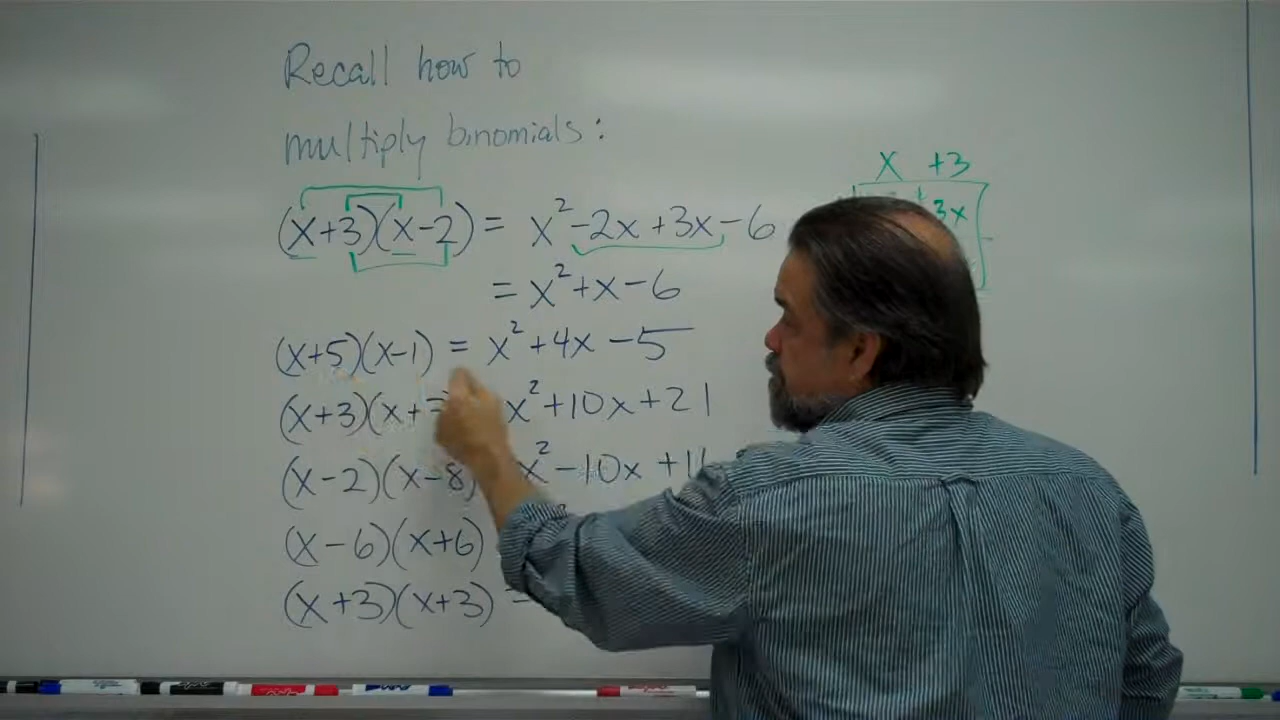 Recall how to
multiply binomials:
x +3
(x+3)(x-2) = x² -2x +3x -6
3x
= x² + x - 6
(x+5)(x-1) = x² +4x -5
(x+3)(x+ x² +10x +21
(x-2)(x-8) x² -10x +1
(x-6)(x+6)
(x+3)(x+3) =